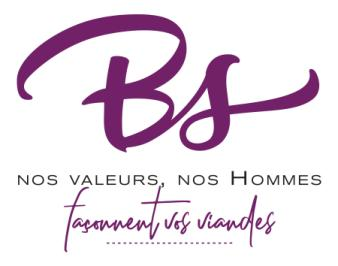 Bs
NOS VALEURS, NOS HOMMES
façonnent vos viandes